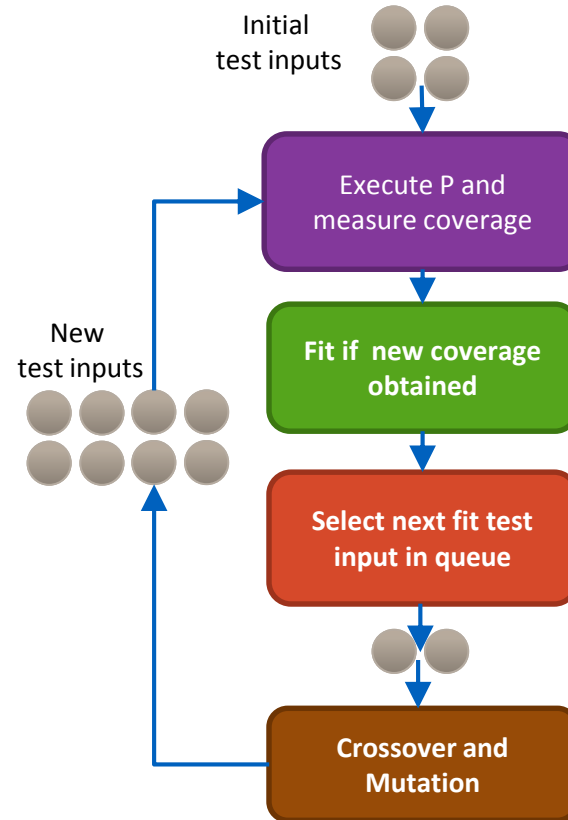 Initial
test inputs
Execute P and
measure coverage
New
test inputs
Fit if  new coverage
obtained
Select next fit test
input in queue
Crossover and
Mutation